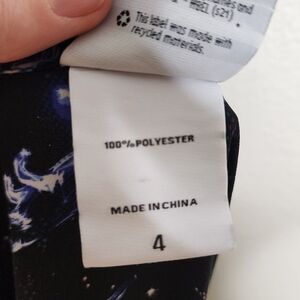 This label was made with
recycled materials.
100% POLYESTER
MADE IN CHINA
4